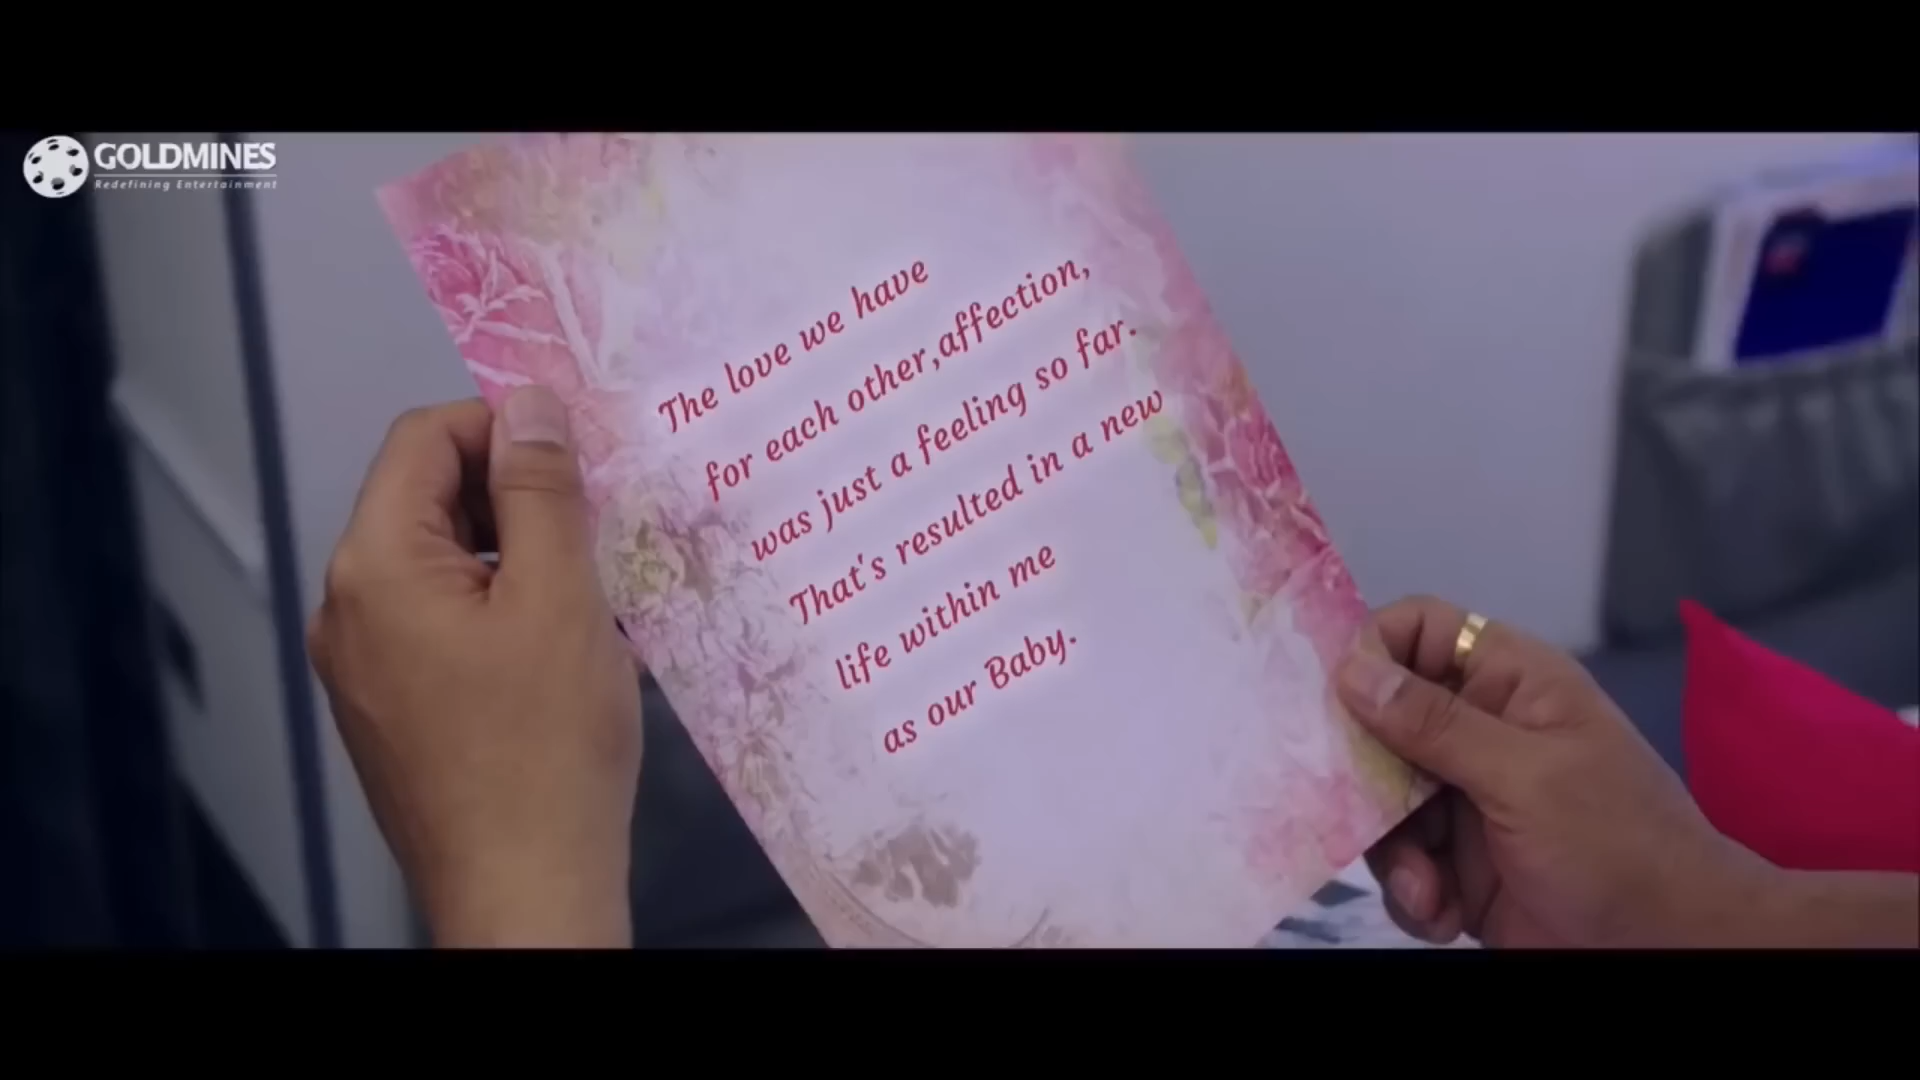 GOLDMINES
Redefining Entertainment
The love we have
for each other,affection,
was just a feeling so far.
That's resulted in a new
life within me
as our Baby.